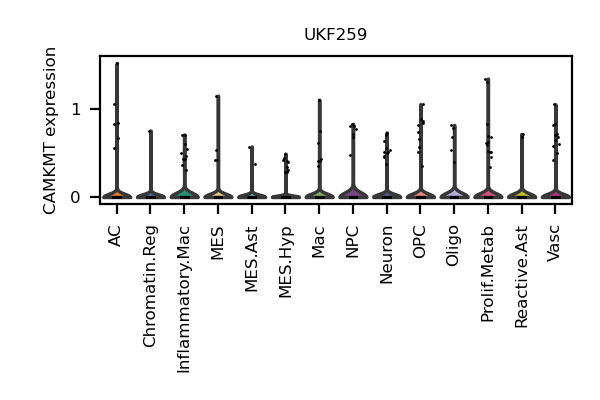 UKF259
CAMKMT expression
1
0
AC
Chromatin.Reg
Inflammatory.Mac
MES
MES.Ast
MES.Hyp
Mac
NPC
Neuron
OPC
Oligo
Prolif.Metab
Reactive.Ast
Vasc